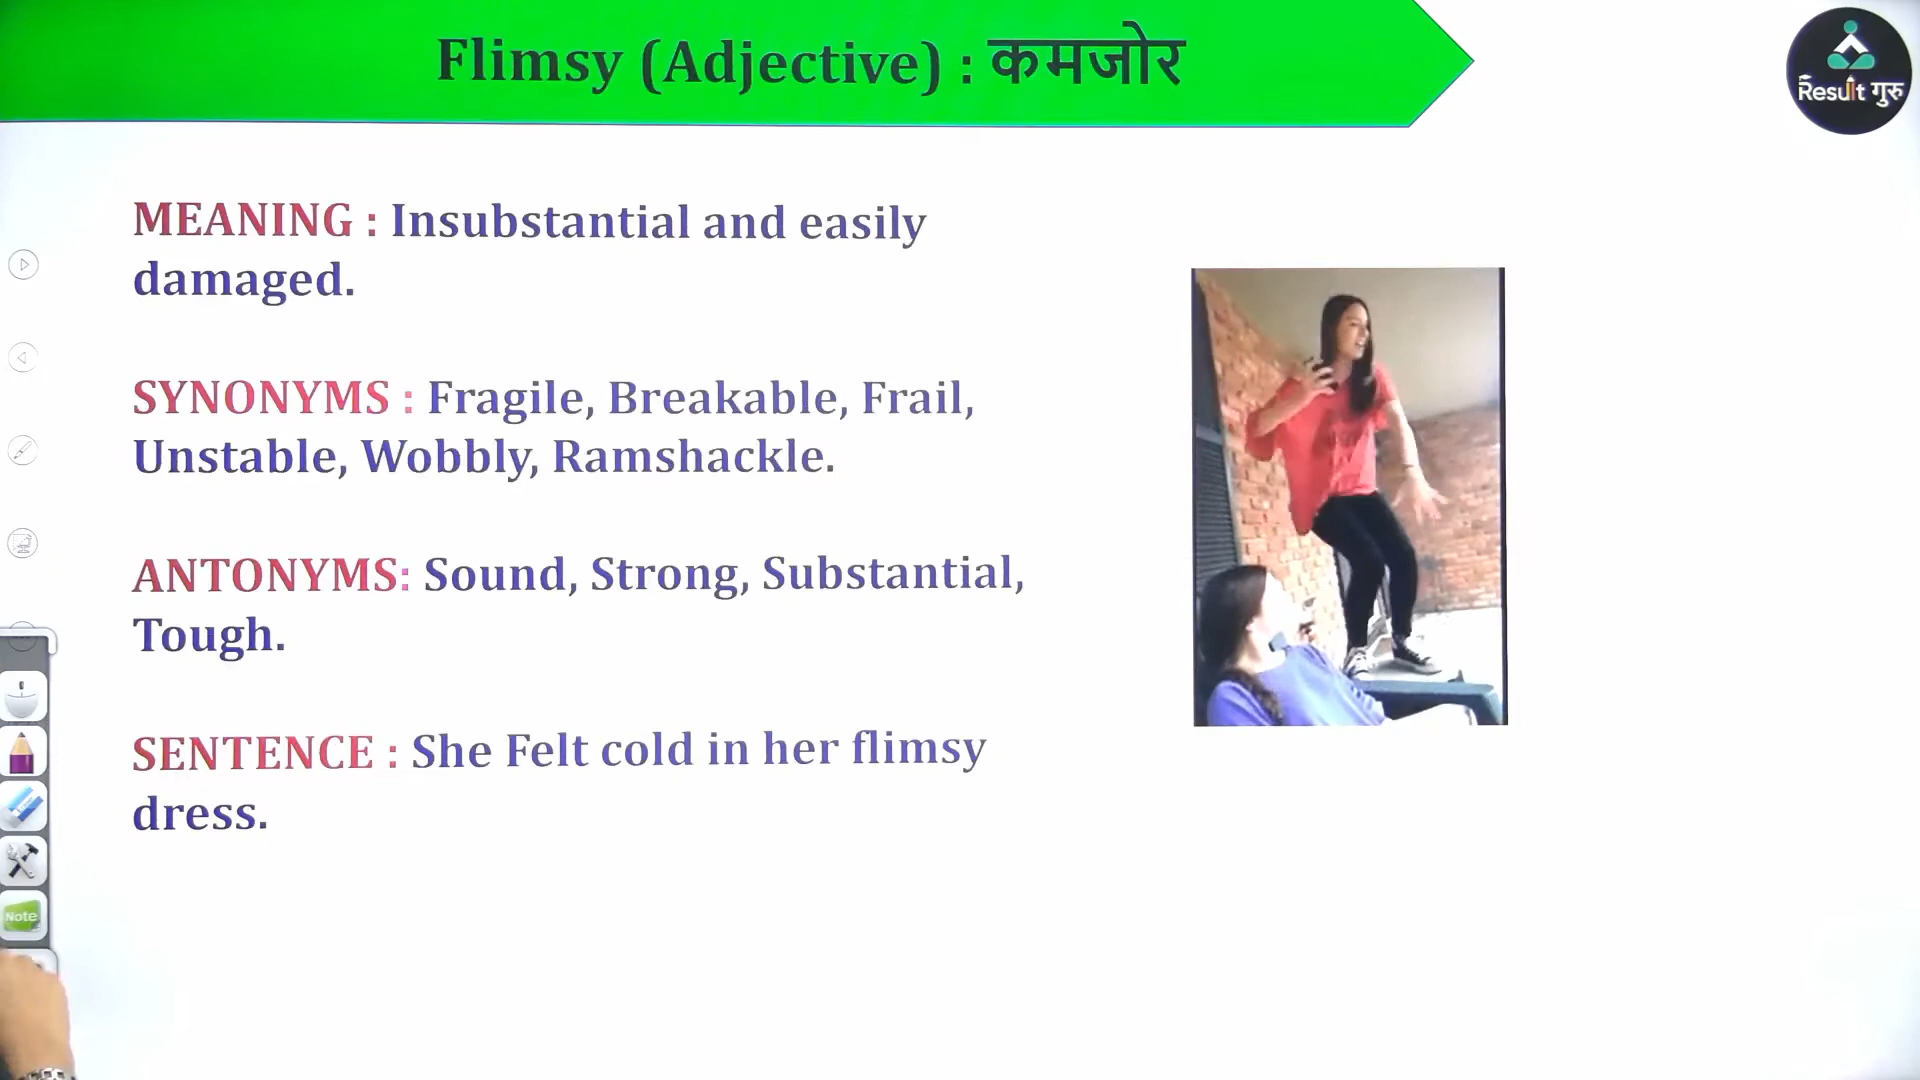 Flimsy (Adjective) : कमजोर
Result गुरु
MEANING : Insubstantial and easily
damaged.
SYNONYMS : Fragile, Breakable, Frail,
Unstable, Wobbly, Ramshackle.
ANTONYMS: Sound, Strong, Substantial,
Tough.
SENTENCE : She Felt cold in her flimsy
dress.
Note